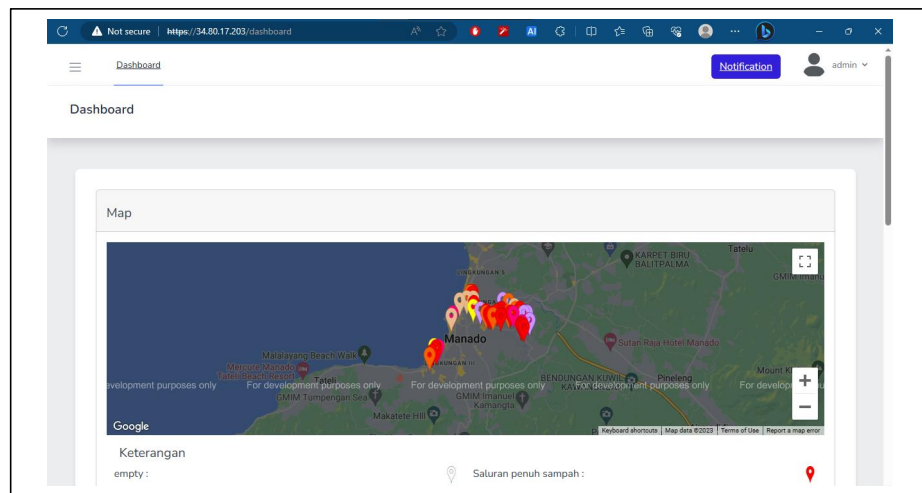 Not secure https://34.80.17.203/dashboard
Dashboard
Notification
admin
Dashboard
Map
Tatelu
KARPET BIRU
BALITPALMA
Manado
Sutan Raja Hotel Manado
Malalayang Beach Walk
Mercure Manado
Tateli Beach Resort
Tateli
BENDUNGAN KUWIL
Pineleng
For development purposes only
For development purposes only
For development purposes only
GMIM Tumpengan Sea
GMIM Imanuel
Kamangta
Makatete Hill
Google
Keyboard shortcuts
Map data ©2023
Terms of Use
Report a map error
Keterangan
empty :
Saluran penuh sampah :